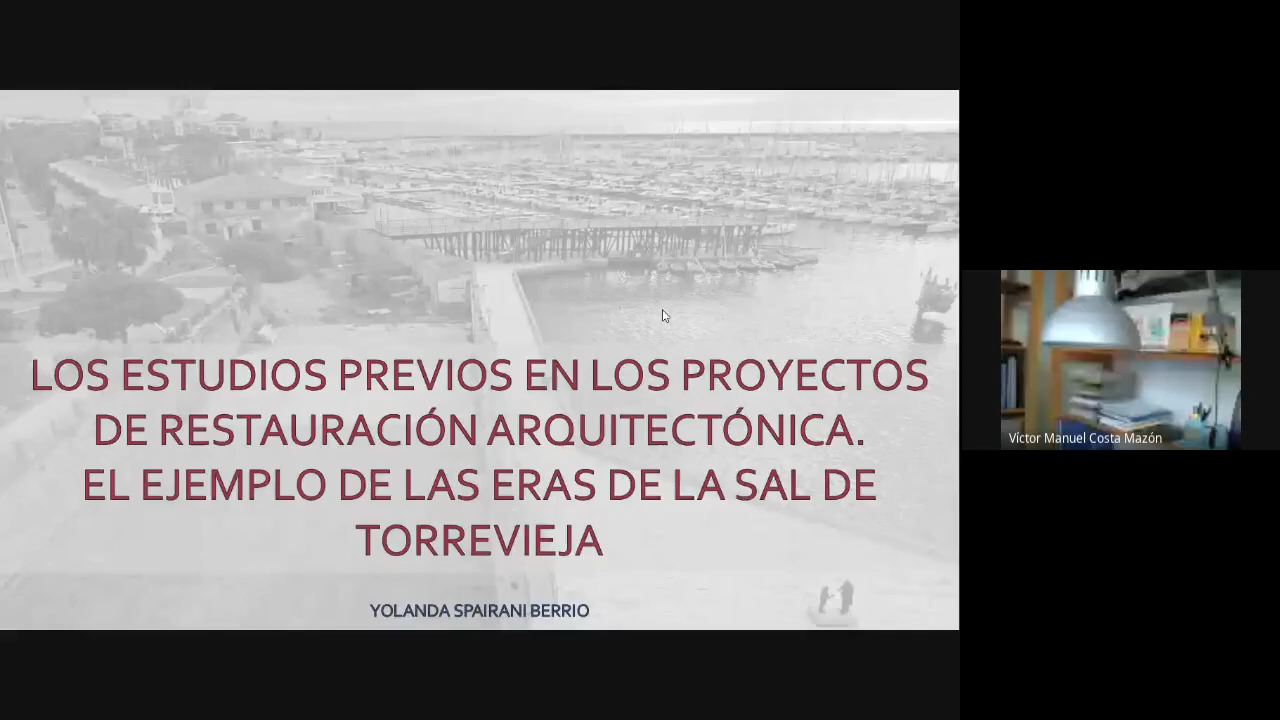 LOS ESTUDIOS PREVIOS EN LOS PROYECTOS
DE RESTAURACIÓN ARQUITECTÓNICA.
EL EJEMPLO DE LAS ERAS DE LA SAL DE
TORREVIEJA
YOLANDA SPAIRANI BERRIO
Víctor Manuel Costa Mazón